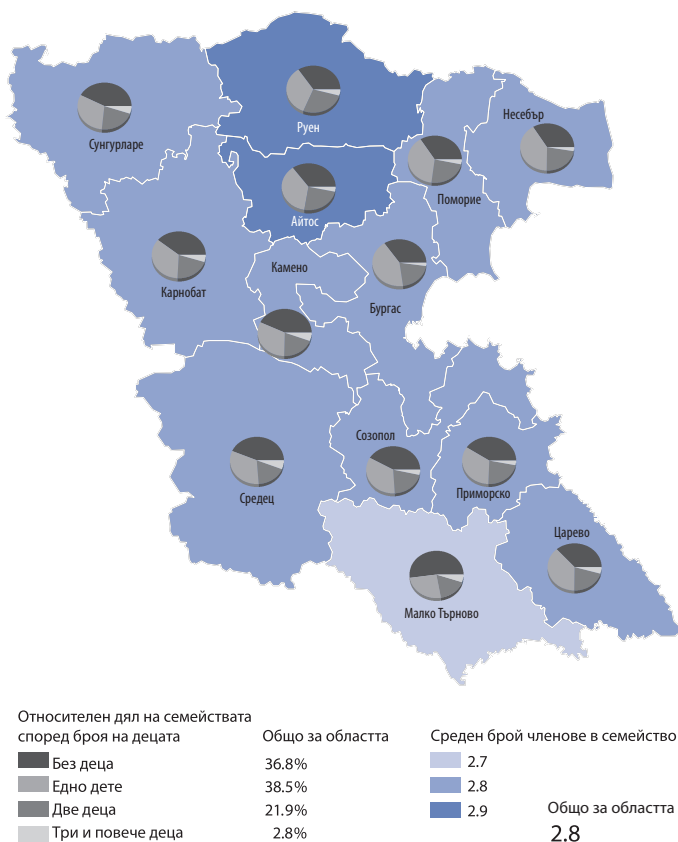 Несебър
Сунгурларе
Руен
Поморие
Айтос
Камено
Карнобат
Бургас
Созопол
Средец
Приморско
Царево
Малко Търново
Относителен дял на семействата
според броя на децата
Общо за областта
Без деца 36.8%
Едно дете 38.5%
Две деца 21.9%
Три и повече деца 2.8%
Среден брой членове в семейство
2.7
2.8
2.9
Общо за областта
2.8